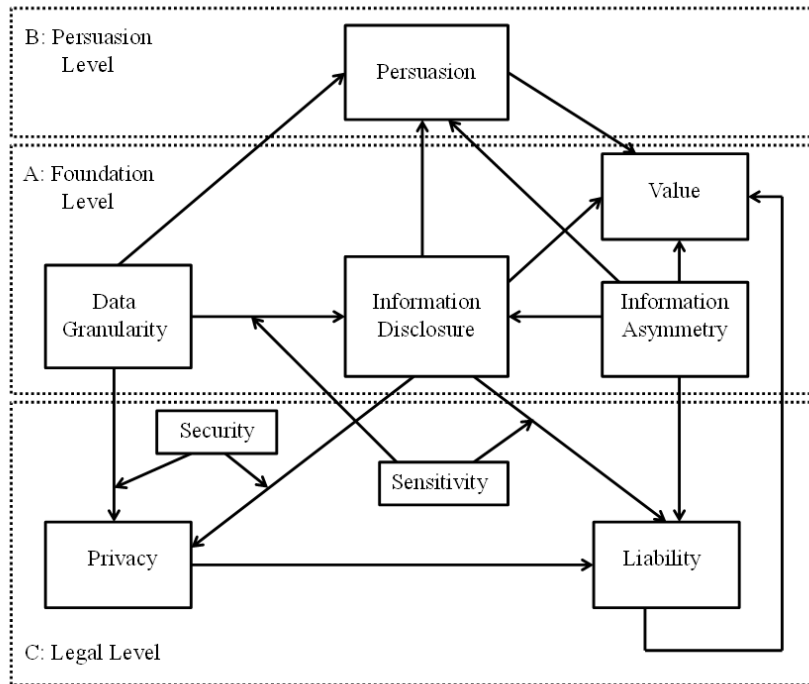 B: Persuasion
Level
Persuasion
A: Foundation
Level
Value
Data
Granularity
Information
Disclosure
Information
Asymmetry
Security
Sensitivity
Privacy
Liability
C: Legal Level